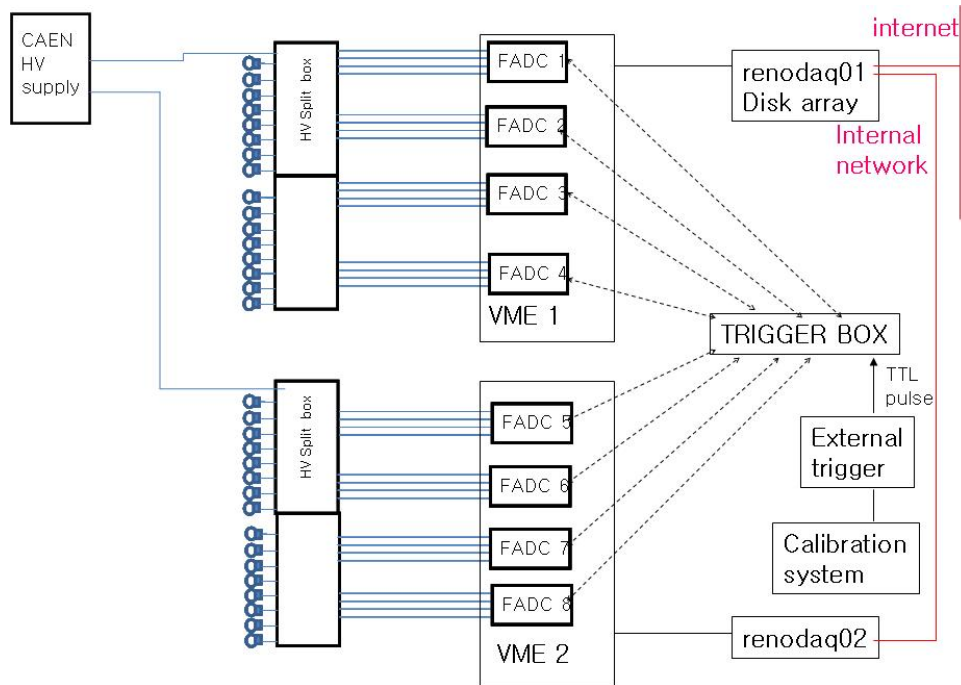 CAEN
HV
supply
HV Split box
FADC 1
FADC 2
FADC 3
FADC 4
VME 1
renodaq01
Disk array
internet
Internal
network
TRIGGER BOX
TTL
pulse
External
trigger
Calibration
system
HV Split box
FADC 5
FADC 6
FADC 7
FADC 8
VME 2
renodaq02